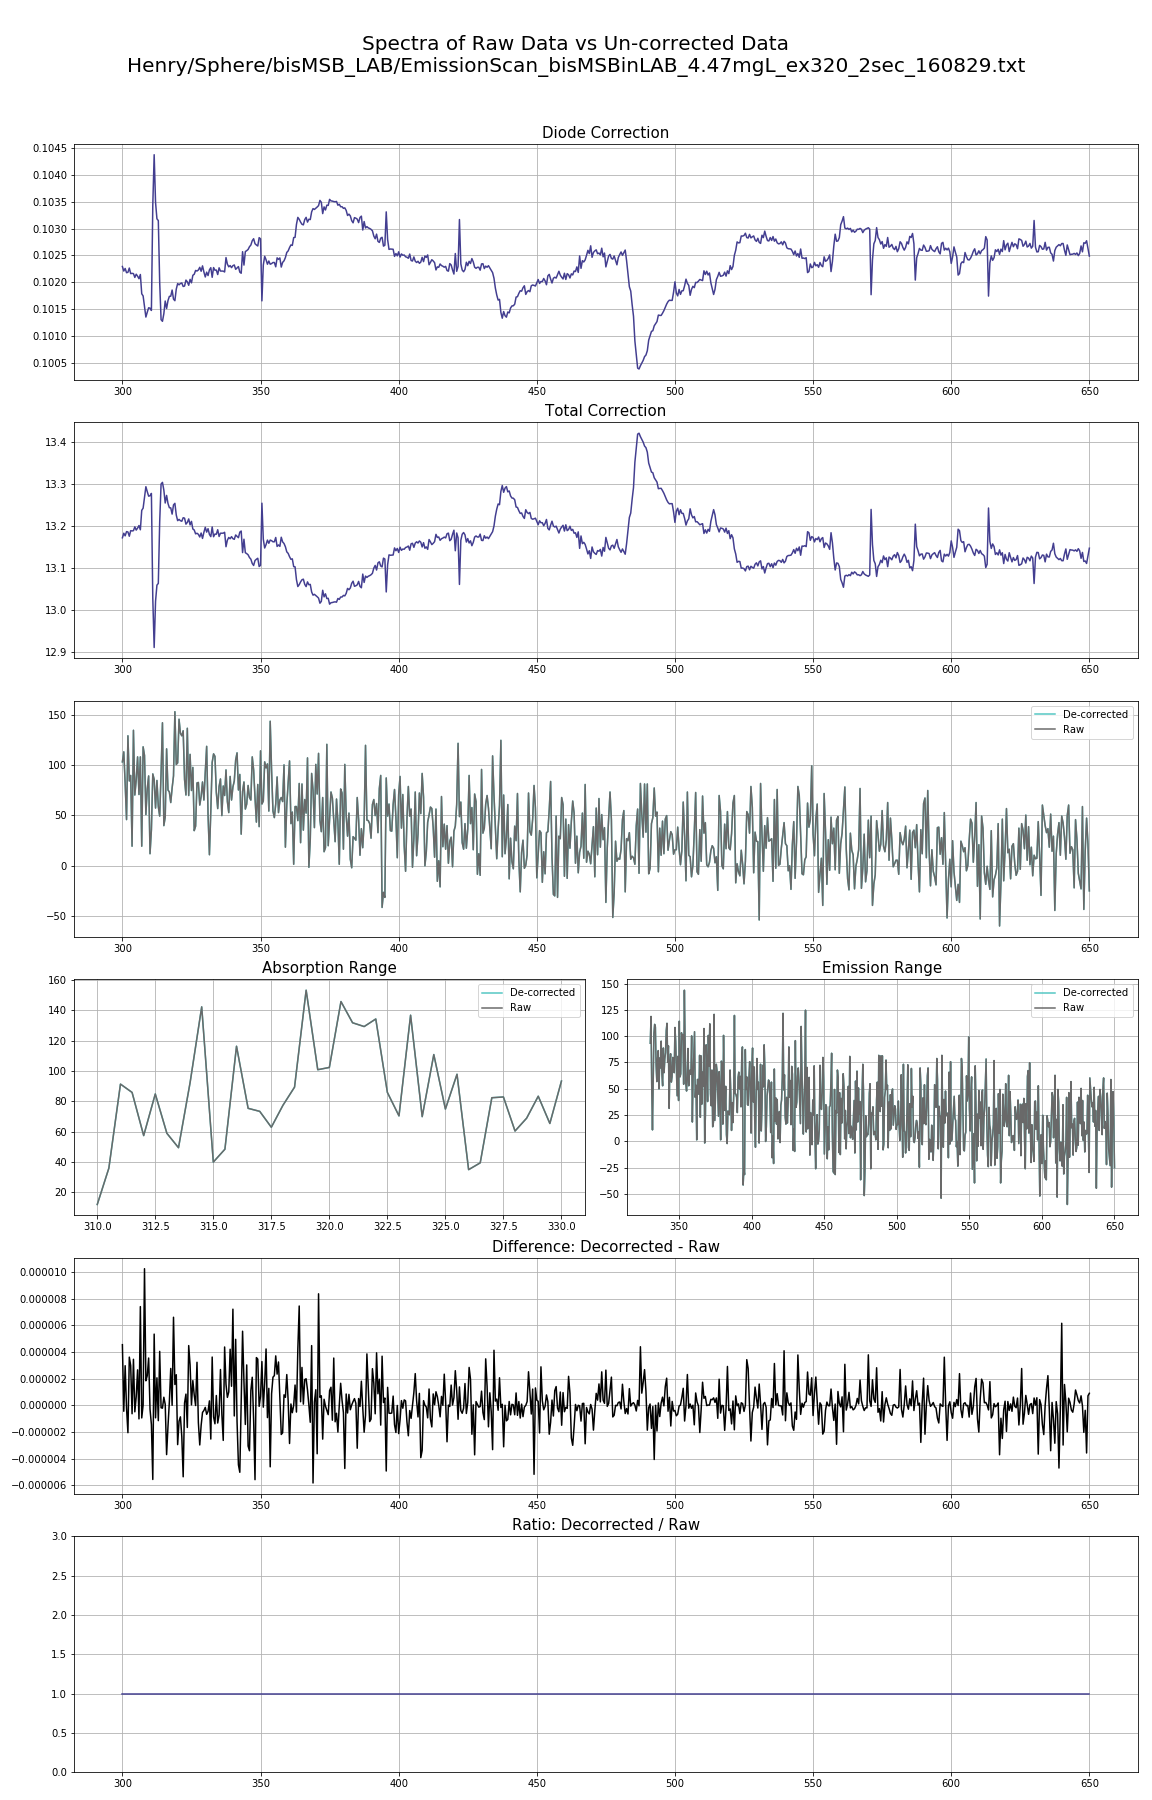 Spectra of Raw Data vs Un-corrected Data
Henry/Sphere/bisMSB_LAB/EmissionScan_bisMSBinLAB_4.47mgL_ex320_2sec_160829.txt
Diode Correction
0.1045
0.1040
0.1035
0.1030
0.1025
0.1020
0.1015
0.1010
0.1005
300 350 400 450 500 550 600 650
Total Correction
13.4
13.3
13.2
13.1
13.0
12.9
300 350 400 450 500 550 600 650
De-corrected
Raw
150
100
50
0
−50
300 350 400 450 500 550 600 650
Absorption Range
De-corrected
Raw
160
140
120
100
80
60
40
20
310.0 312.5 315.0 317.5 320.0 322.5 325.0 327.5 330.0
Emission Range
De-corrected
Raw
150
125
100
75
50
25
0
−25
−50
350 400 450 500 550 600 650
Difference: Decorrected - Raw
0.000010
0.000008
0.000006
0.000004
0.000002
0.000000
−0.000002
−0.000004
−0.000006
300 350 400 450 500 550 600 650
Ratio: Decorrected / Raw
3.0
2.5
2.0
1.5
1.0
0.5
0.0
300 350 400 450 500 550 600 650